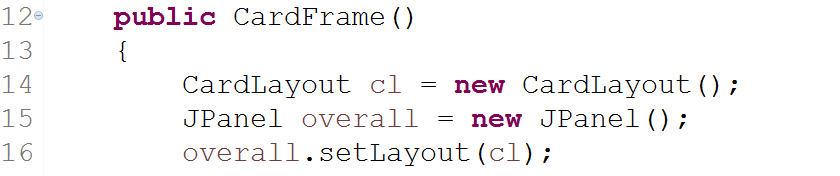 12 public CardFrame()
13 {
14 CardLayout cl = new CardLayout();
15 JPanel overall = new JPanel();
16 overall.setLayout(cl);